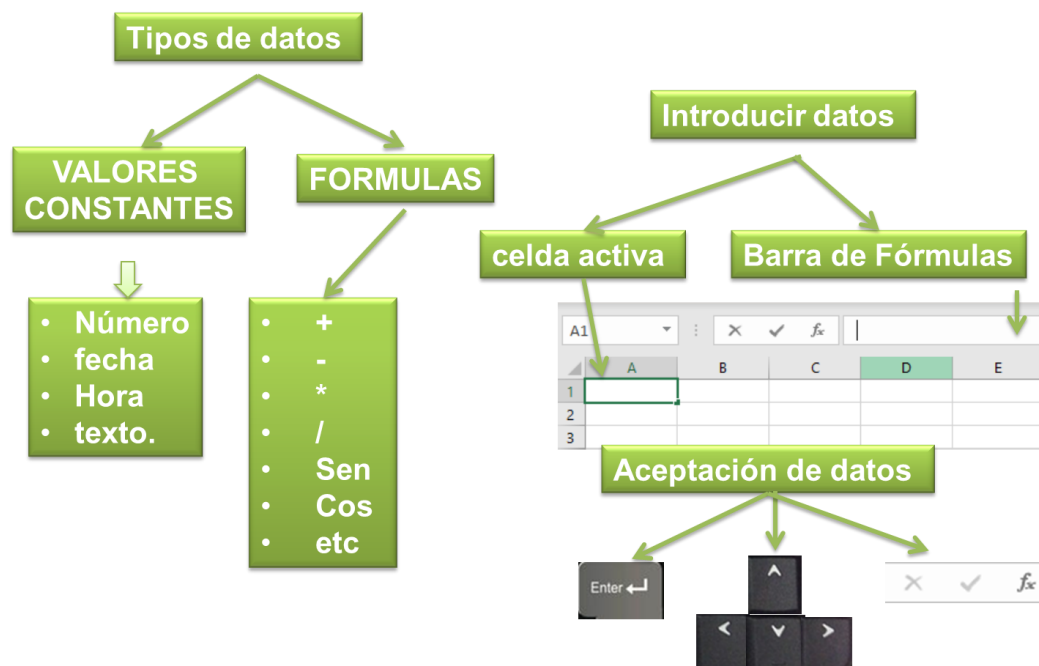 Tipos de datos
VALORES
CONSTANTES
FORMULAS
• Número
• fecha
• Hora
• texto.
• +
• -
• *
• /
• Sen
• Cos
• etc
Introducir datos
celda activa
Barra de Fórmulas
A1 fx
A B C D E
1
2
3
Aceptación de datos
Enter
fx